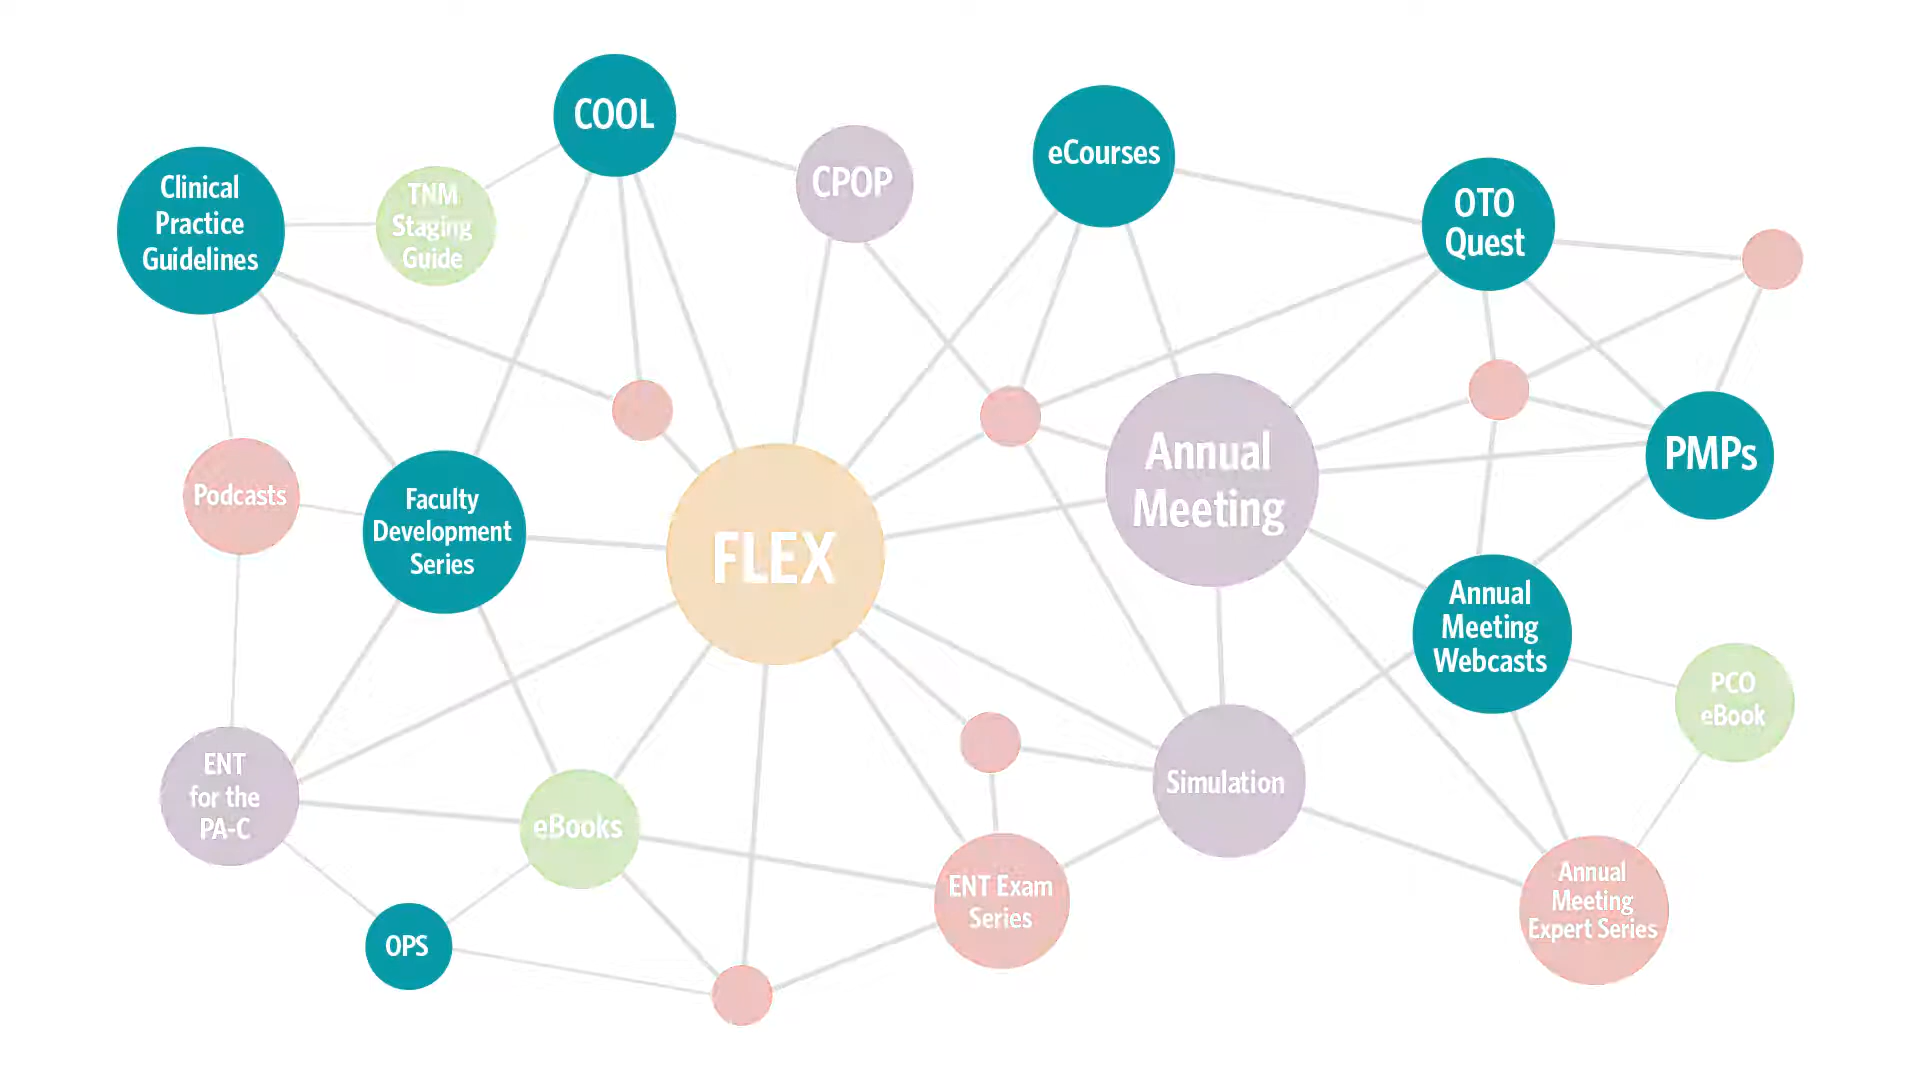 COOL
CPOP
eCourses
Clinical
Practice
Guidelines
TNM
Staging
Guide
OTO
Quest
Podcasts
Faculty
Development
Series
FLEX
Annual
Meeting
PMPs
Annual
Meeting
Webcasts
PCO
eBook
ENT
for the
PA-C
eBooks
Simulation
ENT Exam
Series
Annual
Meeting
Expert Series
OPS